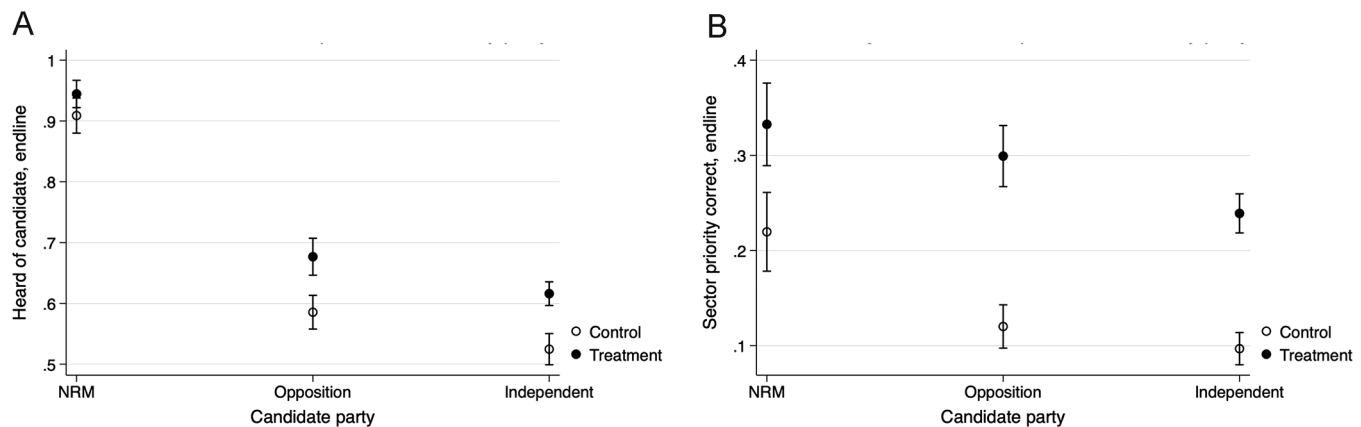 A
1
.9
.8
.7
.6
.5
Heard of candidate, endline
NRM
Opposition
Independent
Candidate party
Control
Treatment
B
.4
.3
.2
.1
Sector priority correct, endline
NRM
Opposition
Independent
Candidate party
Control
Treatment